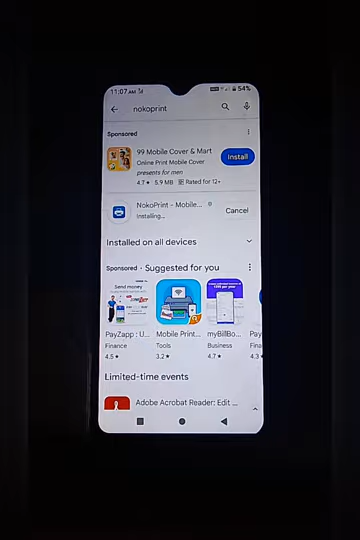 11:07 AM
54%
nokoprint
Sponsored
99 Mobile Cover & Mart
Online Print Mobile Cover
presents for men
4.7★ 5.9 MB Rated for 12+
Install
NokoPrint - Mobile...
Installing...
Cancel
Installed on all devices
Sponsored · Suggested for you
Send money
PayZapp : U...
Finance
4.5★
Mobile Print...
Tools
3.2★
myBillBo...
Business
4.7★
Pay
Finan
4.3★
Limited-time events
Adobe Acrobat Reader: Edit ...